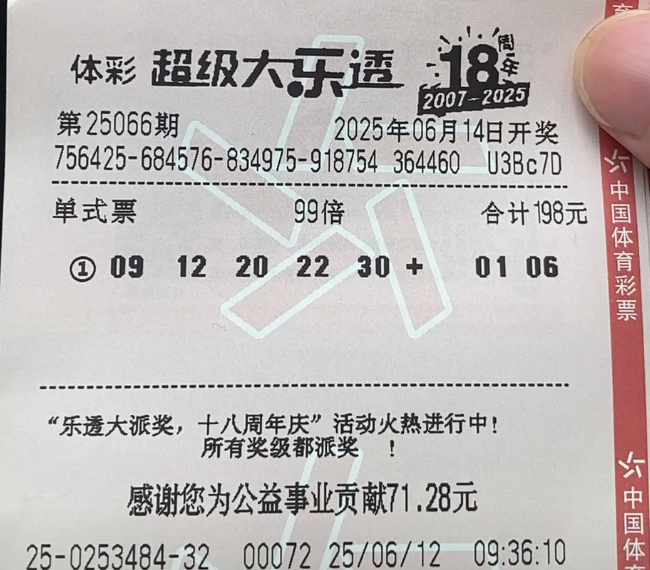 体彩 超级大乐透 18周年 2007-2025
第25066期 2025年06月14日开奖
756425-684576-834975-918754 364460 U3Bc7D
单式票 99倍 合计198元
① 09 12 20 22 30 + 01 06
“乐透大派奖，十八周年庆”活动火热进行中！
所有奖级都派奖 ！
感谢您为公益事业贡献71.28元
25-0253484-32 00072 25/06/12 09:36:10
育
中国体育彩票
中国体育